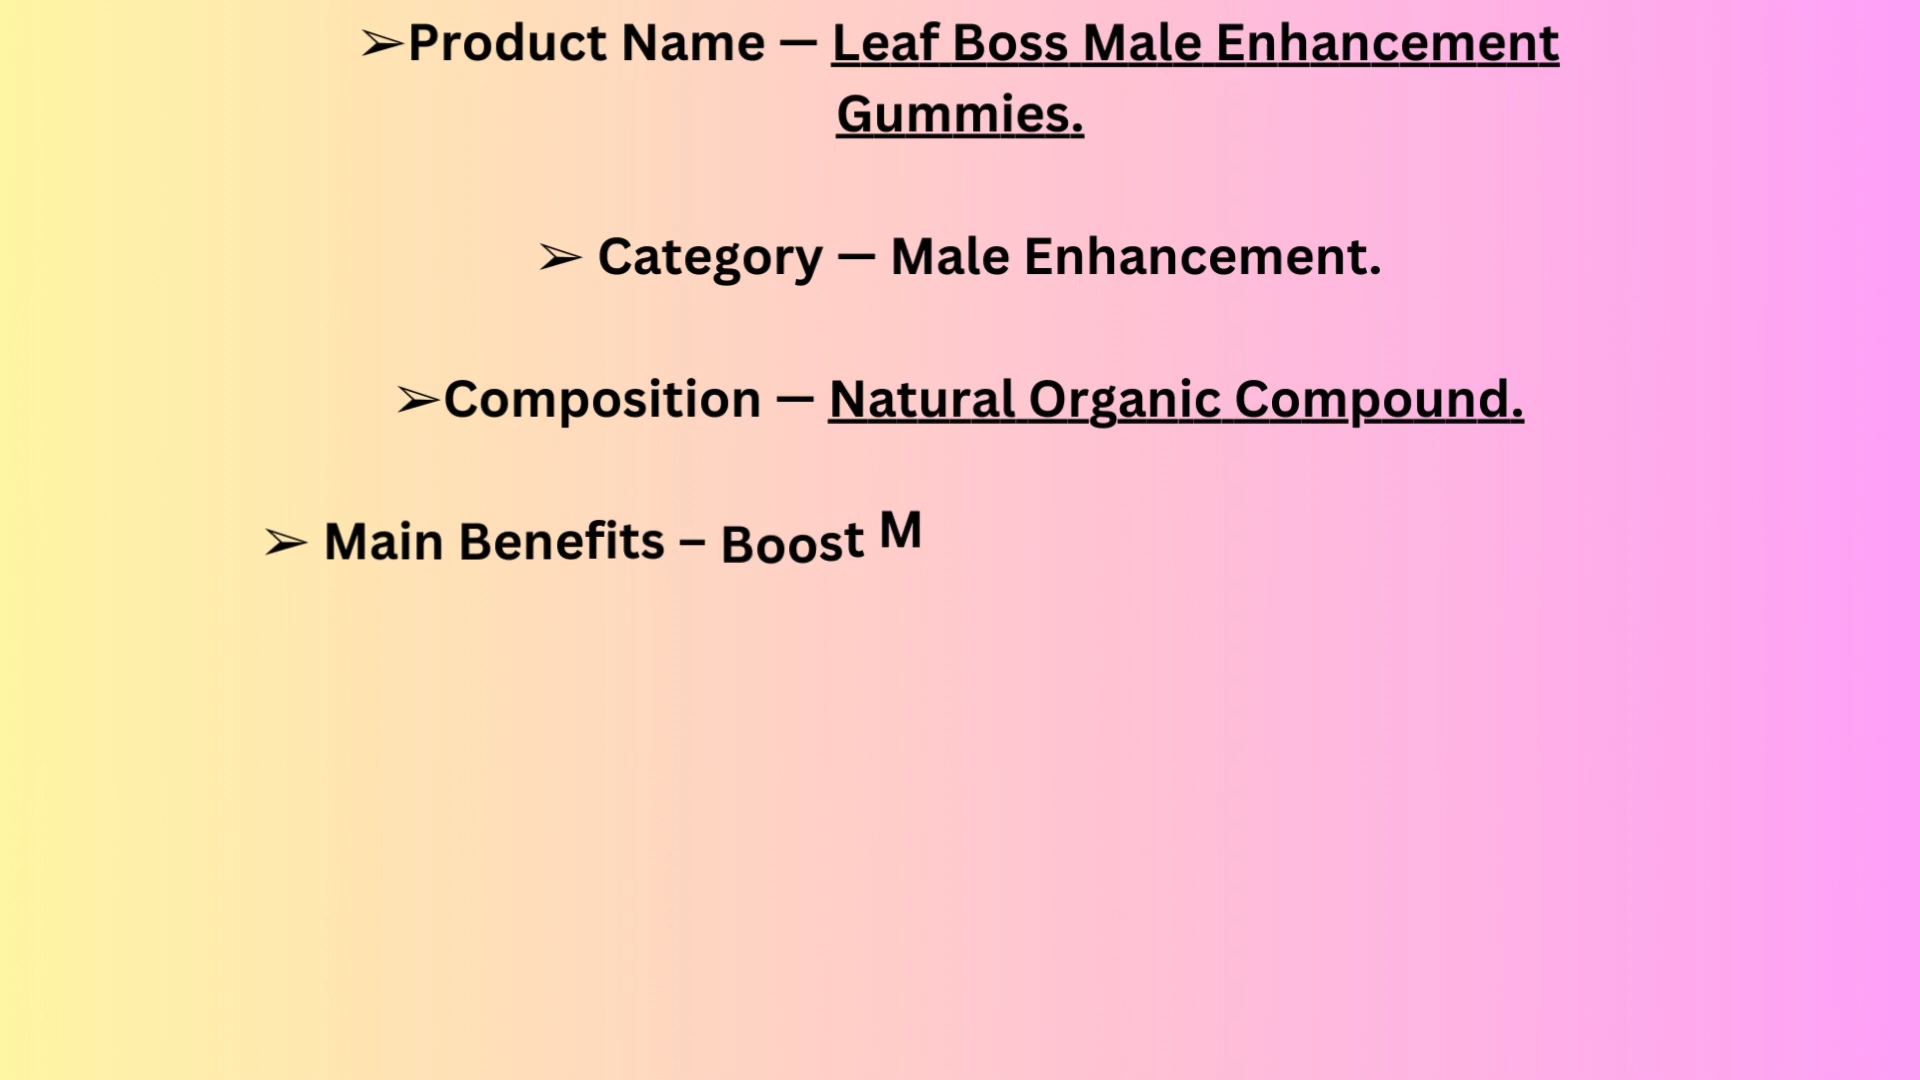 ➢Product Name — Leaf Boss Male Enhancement
Gummies.
➢ Category — Male Enhancement.
➢Composition — Natural Organic Compound.
➢ Main Benefits – Boost M